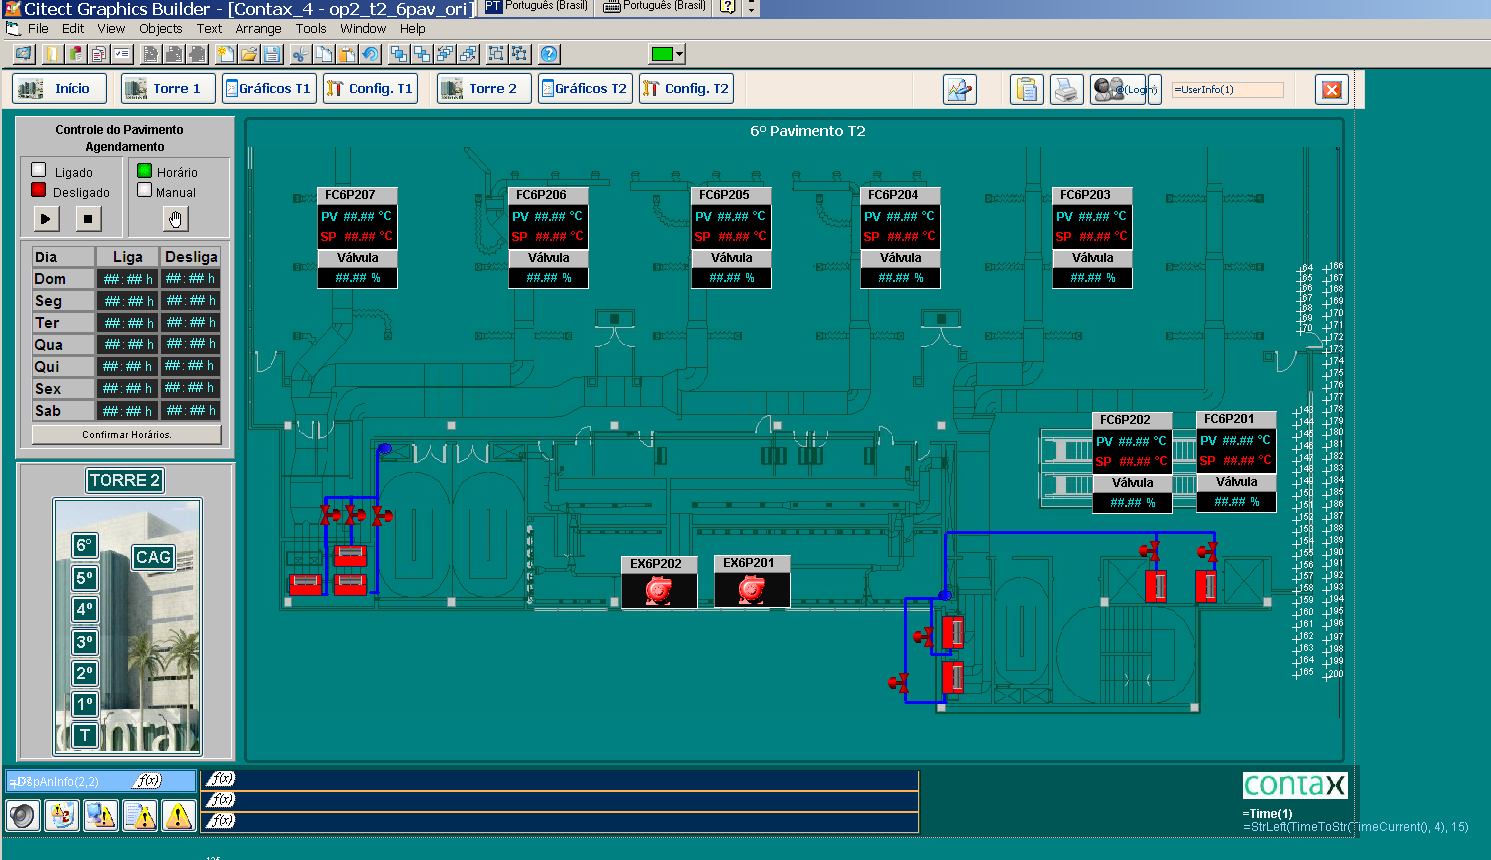 Citect Graphics Builder - [Contax_4 - op2_t2_6pav_ori]
PT Português (Brasil) Português (Brasil)
File Edit View Objects Text Arrange Tools Window Help
Início Torre 1 Gráficos T1 Config. T1 Torre 2 Gráficos T2 Config. T2
=UserInfo(1)
Controle do Pavimento
Agendamento
Ligado
Desligado
Horário
Manual
Dia Liga Desliga
Dom ##:## h ##:## h
Seg ##:## h ##:## h
Ter ##:## h ##:## h
Qua ##:## h ##:## h
Qui ##:## h ##:## h
Sex ##:## h ##:## h
Sab ##:## h ##:## h
Confirmar Horários.
TORRE 2
6º
5º
4º
3º
2º
1º
T
CAG
6º Pavimento T2
FC6P207
PV ##.## °C
SP ##.## °C
Válvula
##.## %
FC6P206
PV ##.## °C
SP ##.## °C
Válvula
##.## %
FC6P205
PV ##.## °C
SP ##.## °C
Válvula
##.## %
FC6P204
PV ##.## °C
SP ##.## °C
Válvula
##.## %
FC6P203
PV ##.## °C
SP ##.## °C
Válvula
##.## %
FC6P202
PV ##.## °C
SP ##.## °C
Válvula
##.## %
FC6P201
PV ##.## °C
SP ##.## °C
Válvula
##.## %
EX6P202
EX6P201
f(x)
f(x)
f(x)
f(x)
contax
=Time(1)
=StrLeft(TimeToStr(TimeCurrent(), 4), 15)